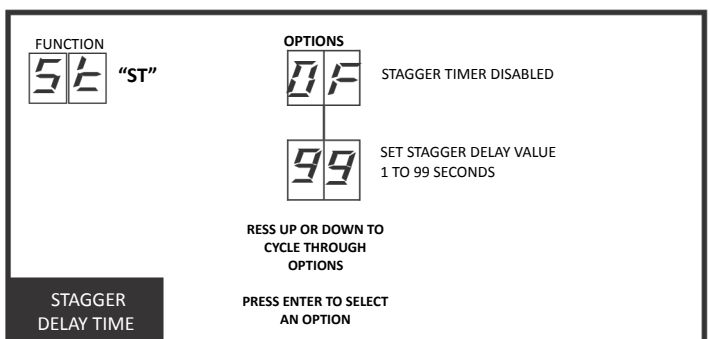 FUNCTION
St "ST"
OPTIONS
0F STAGGER TIMER DISABLED
99 SET STAGGER DELAY VALUE
1 TO 99 SECONDS
RESS UP OR DOWN TO
CYCLE THROUGH
OPTIONS
PRESS ENTER TO SELECT
AN OPTION
STAGGER
DELAY TIME